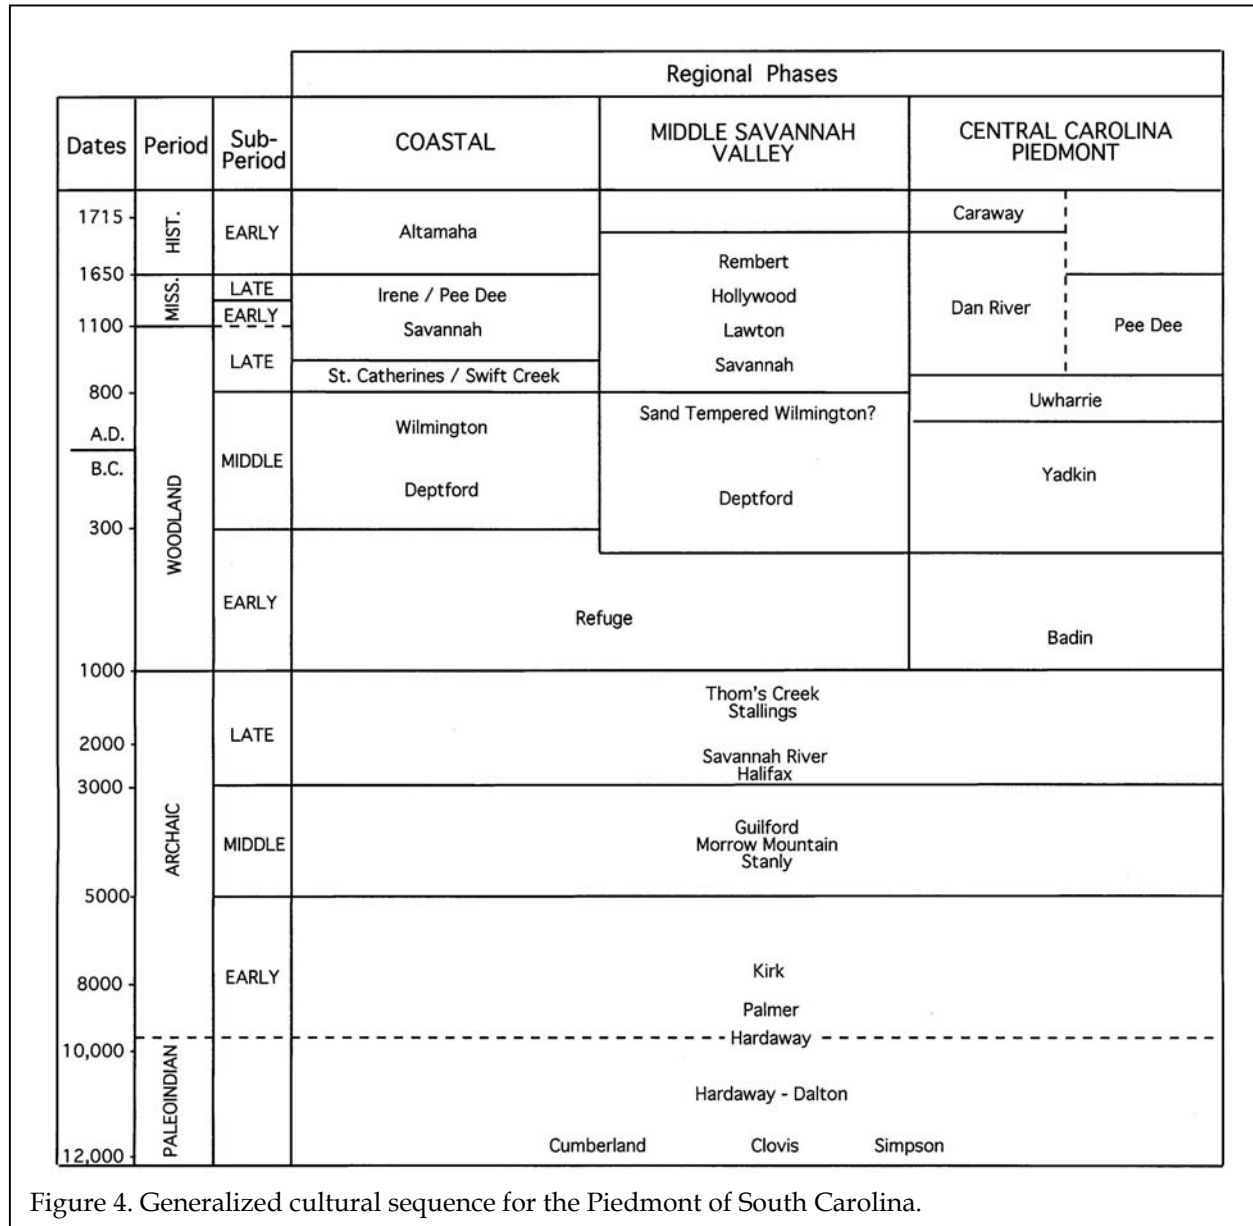 Regional Phases
Dates
Period
Sub-
Period
COASTAL
MIDDLE SAVANNAH
VALLEY
CENTRAL CAROLINA
PIEDMONT
1715
HIST.
EARLY
Altamaha
Caraway
1650
Rembert
MISS.
LATE
Irene / Pee Dee
Hollywood
Dan River
EARLY
1100
Savannah
Lawton
Pee Dee
LATE
Savannah
St. Catherines / Swift Creek
800
Uwharrie
A.D.
Wilmington
Sand Tempered Wilmington?
B.C.
MIDDLE
Yadkin
Deptford
Deptford
300
WOODLAND
EARLY
Refuge
Badin
1000
Thom's Creek
Stallings
LATE
2000
Savannah River
Halifax
3000
ARCHAIC
MIDDLE
Guilford
Morrow Mountain
Stanly
5000
EARLY
Kirk
8000
Palmer
Hardaway
10,000
PALEOINDIAN
Hardaway - Dalton
Cumberland
Clovis
Simpson
12,000
Figure 4. Generalized cultural sequence for the Piedmont of South Carolina.